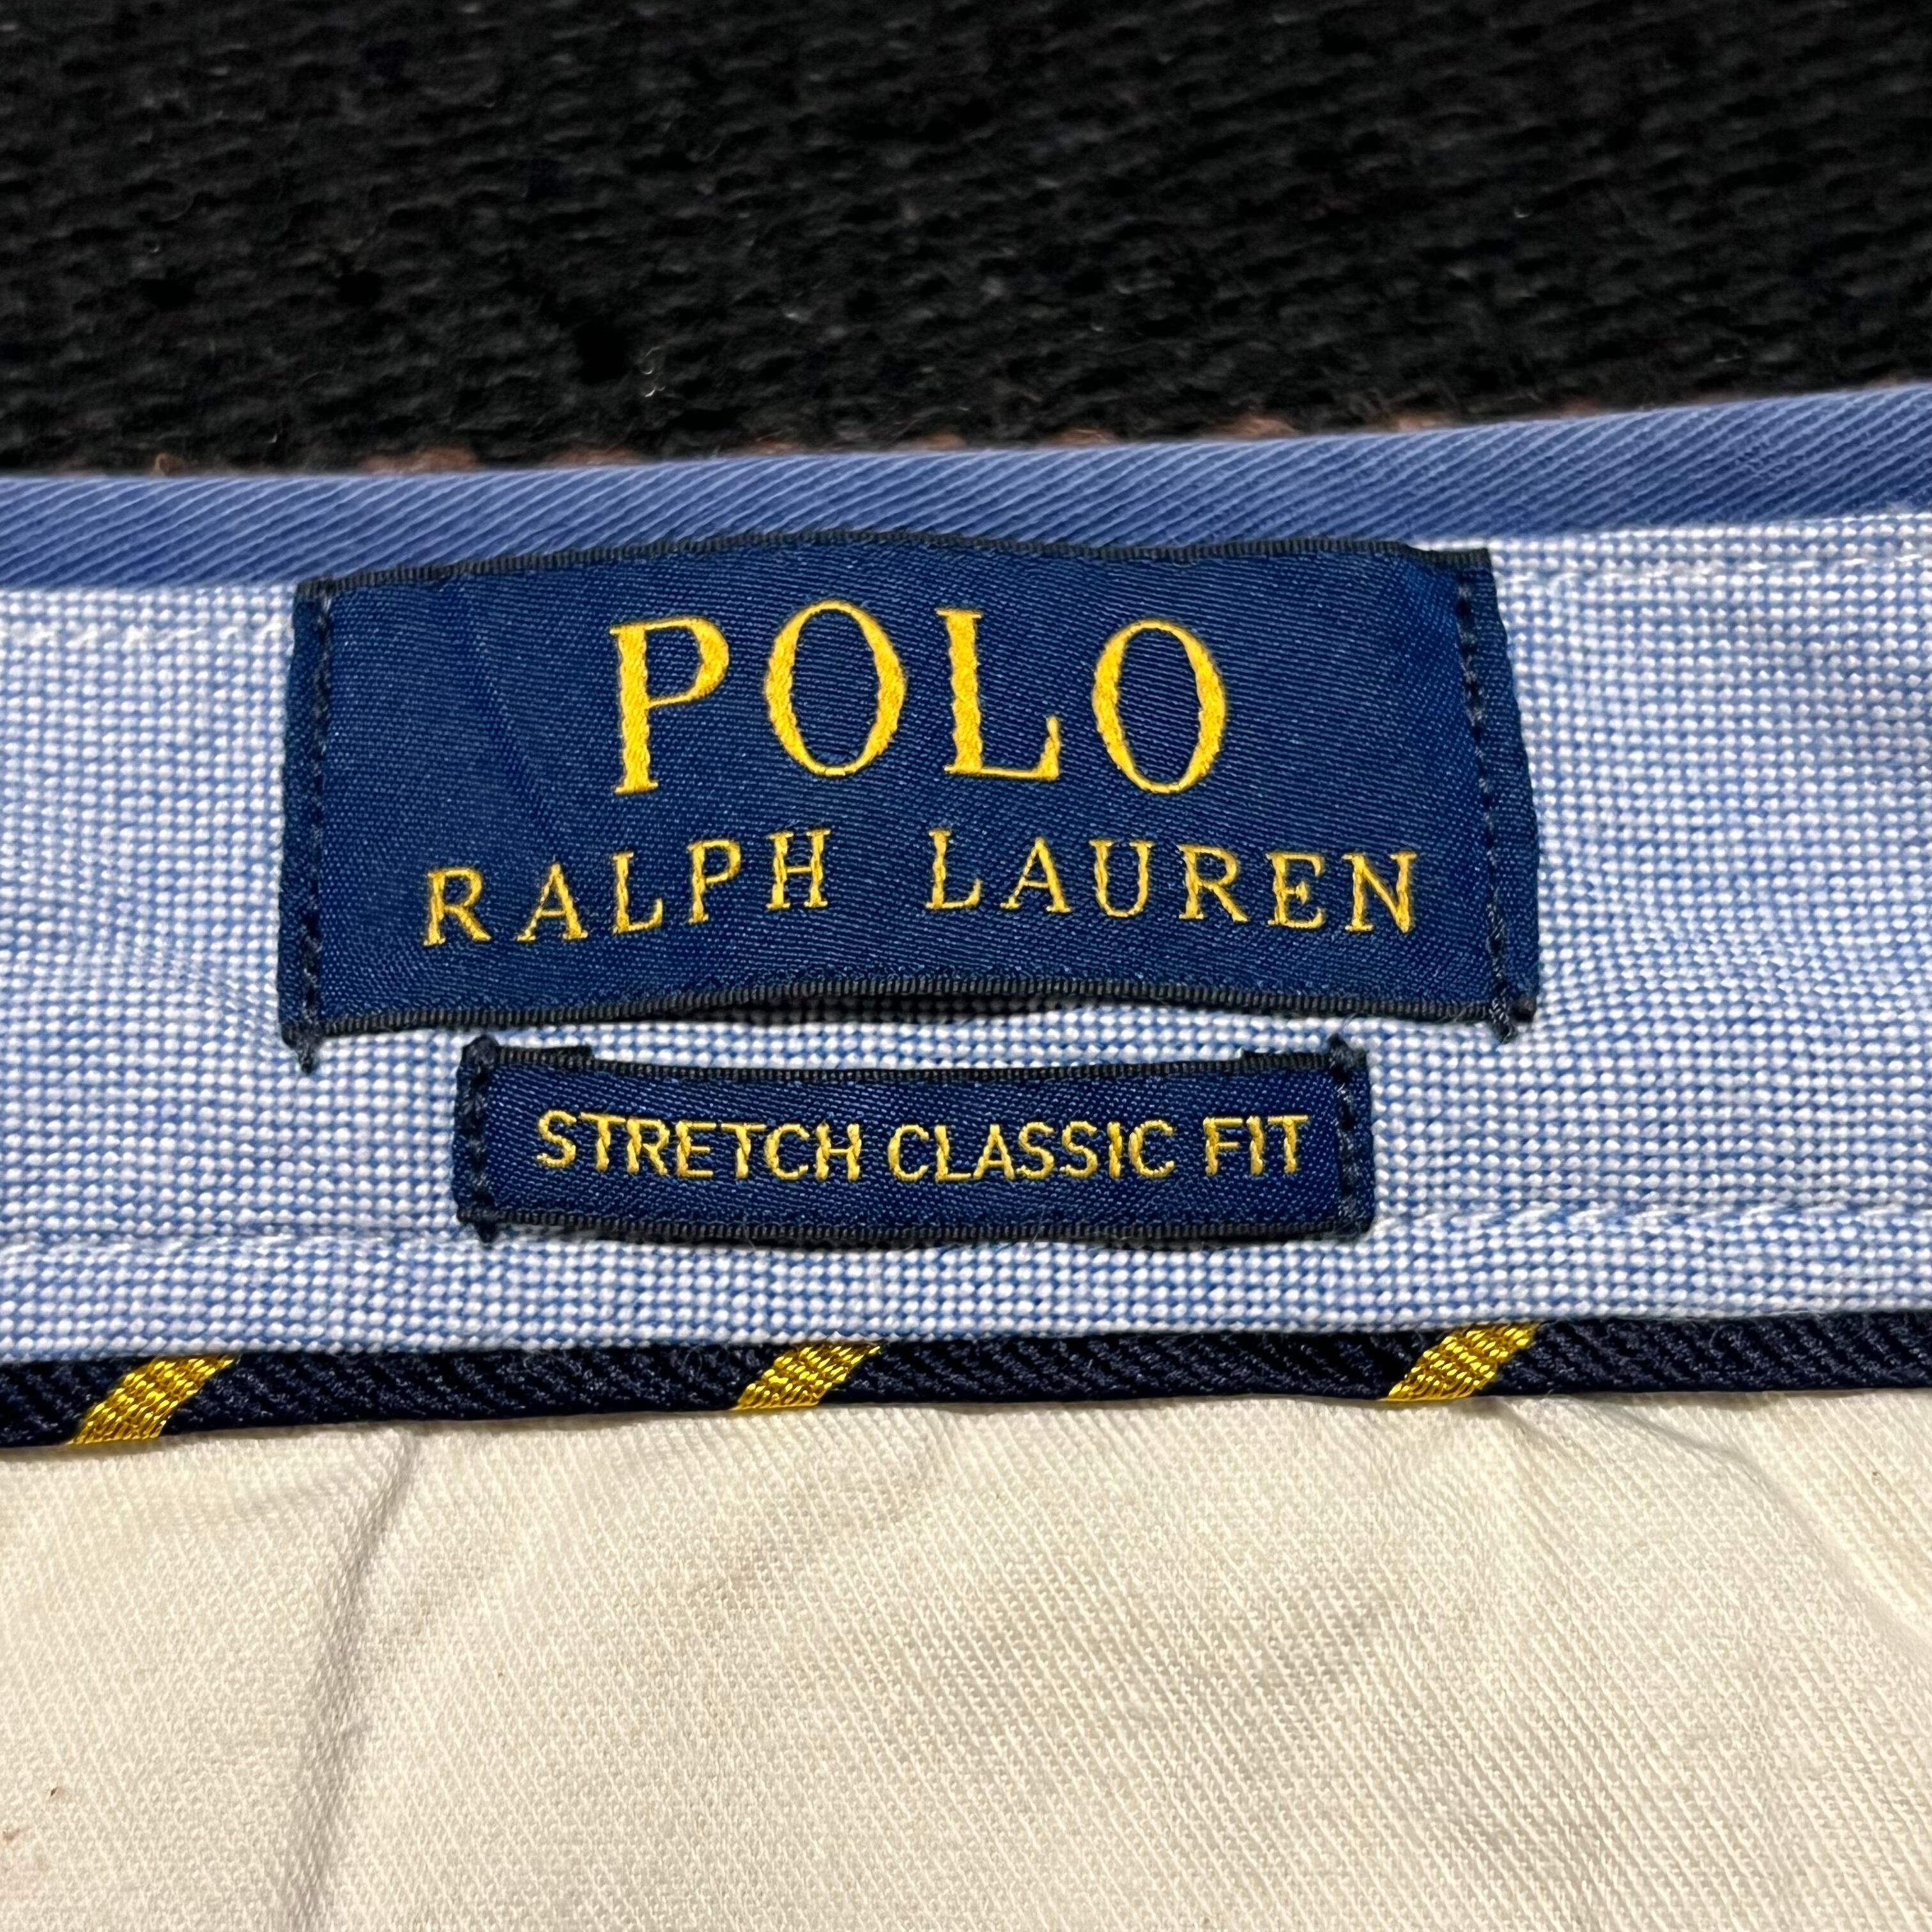 POLO
RALPH LAUREN
STRETCH CLASSIC FIT